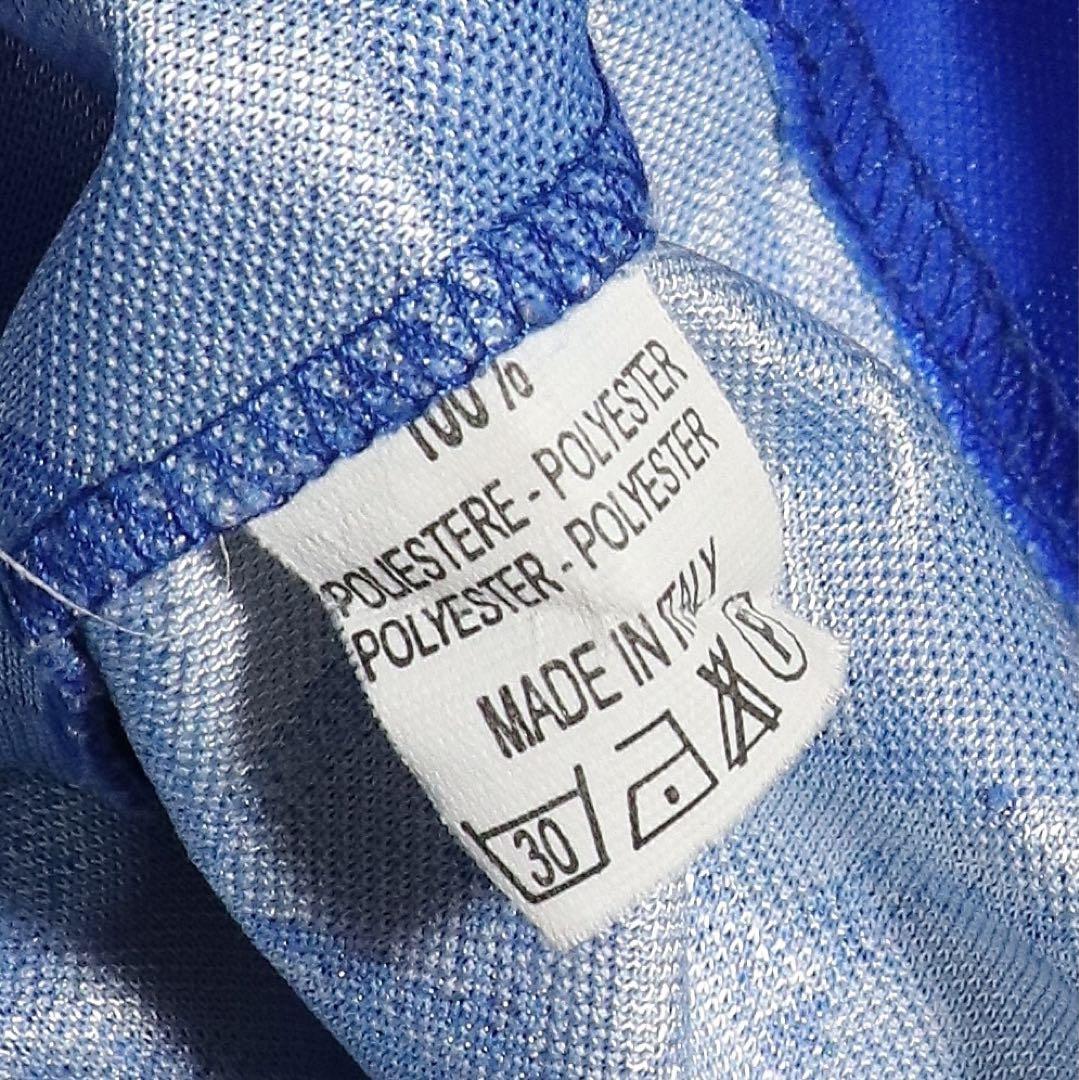 100%
POLIESTERE - POLYESTER
POLYESTER - POLYESTER
MADE IN ITALY
30
P